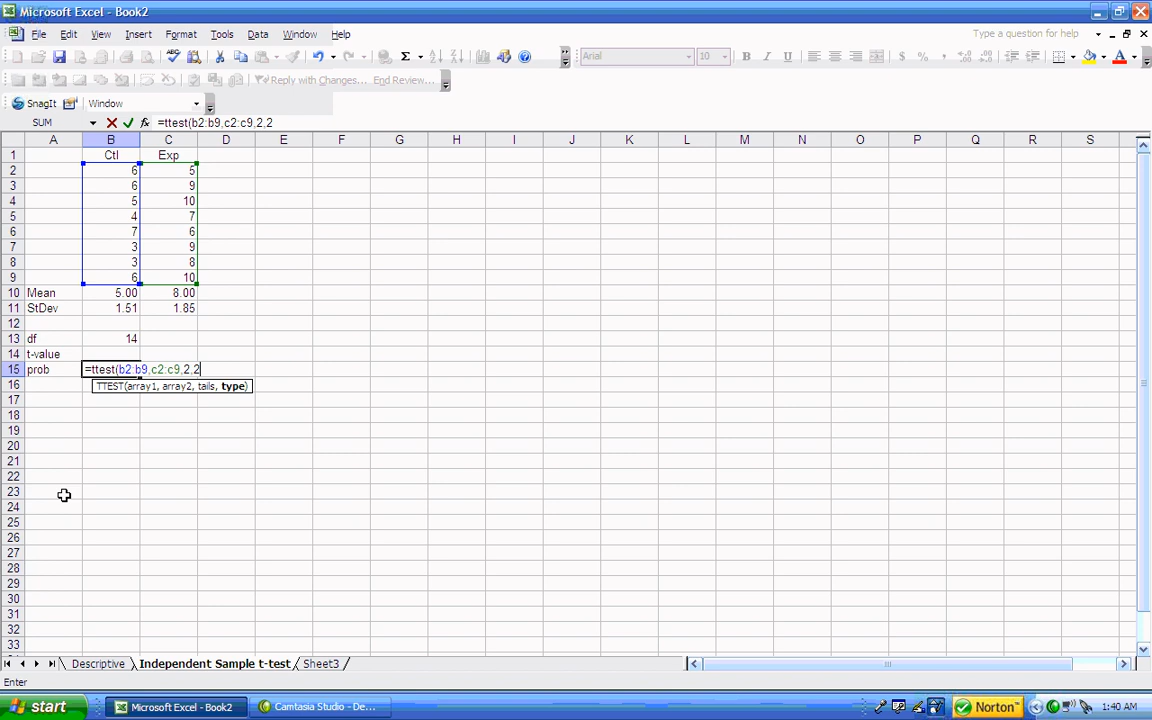 Microsoft Excel - Book2
File Edit View Insert Format Tools Data Window Help Type a question for help
Arial 10 B I U $ % ,
Reply with Changes... End Review...
SnagIt Window
SUM =ttest(b2:b9,c2:c9,2,2
A B C D E F G H I J K L M N O P Q R S
1 Ctl Exp
2 6 5
3 6 9
4 5 10
5 4 7
6 7 6
7 3 9
8 3 8
9 6 10
10 Mean 5.00 8.00
11 StDev 1.51 1.85
12
13 df 14
14 t-value
15 prob =ttest(b2:b9,c2:c9,2,2
16 TTEST(array1, array2, tails, type)
17
18
19
20
21
22
23
24
25
26
27
28
29
30
31
32
33
Descriptive Independent Sample t-test Sheet3
Enter
start Microsoft Excel - Book2 Camtasia Studio - De... Norton 1:40 AM